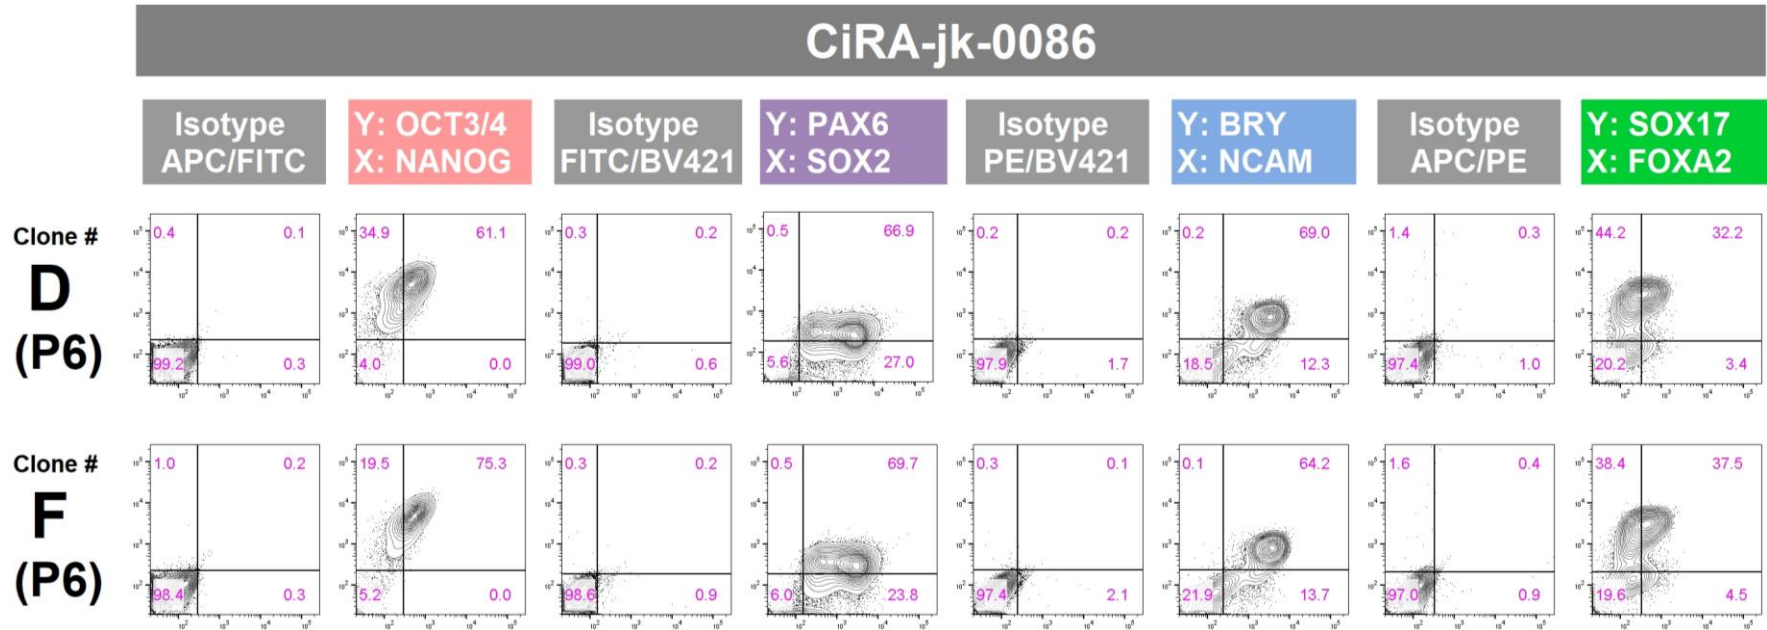 CiRA-jk-0086
Isotype
APC/FITC
Y: OCT3/4
X: NANOG
Isotype
FITC/BV421
Y: PAX6
X: SOX2
Isotype
PE/BV421
Y: BRY
X: NCAM
Isotype
APC/PE
Y: SOX17
X: FOXA2
Clone #
D
(P6)
0.4 0.1
99.2 0.3
34.9 61.1
4.0 0.0
0.3 0.2
99.0 0.6
0.5 66.9
5.6 27.0
0.2 0.2
97.9 1.7
0.2 69.0
18.5 12.3
1.4 0.3
97.4 1.0
44.2 32.2
20.2 3.4
Clone #
F
(P6)
1.0 0.2
98.4 0.3
19.5 75.3
5.2 0.0
0.3 0.2
98.6 0.9
0.5 69.7
6.0 23.8
0.3 0.1
97.4 2.1
0.1 64.2
21.9 13.7
1.6 0.4
97.0 0.9
38.4 37.5
19.6 4.5